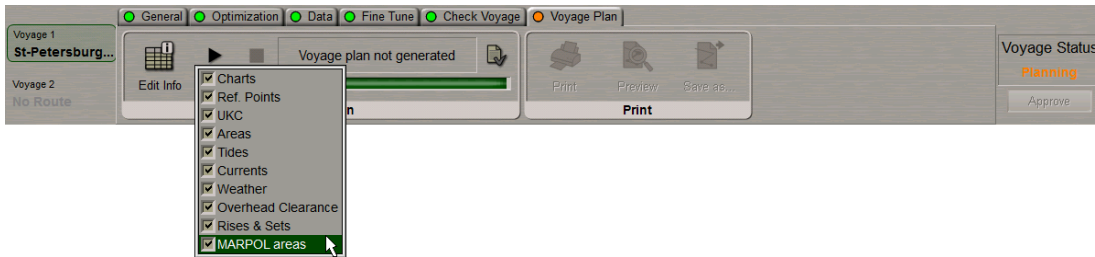 General Optimization Data Fine Tune Check Voyage Voyage Plan
Voyage 1
St-Petersburg...
Voyage 2
No Route
Voyage plan not generated
Edit Info
Print Preview Save as...
n
Print
Charts
Ref. Points
UKC
Areas
Tides
Currents
Weather
Overhead Clearance
Rises & Sets
MARPOL areas
Voyage Status
Planning
Approve